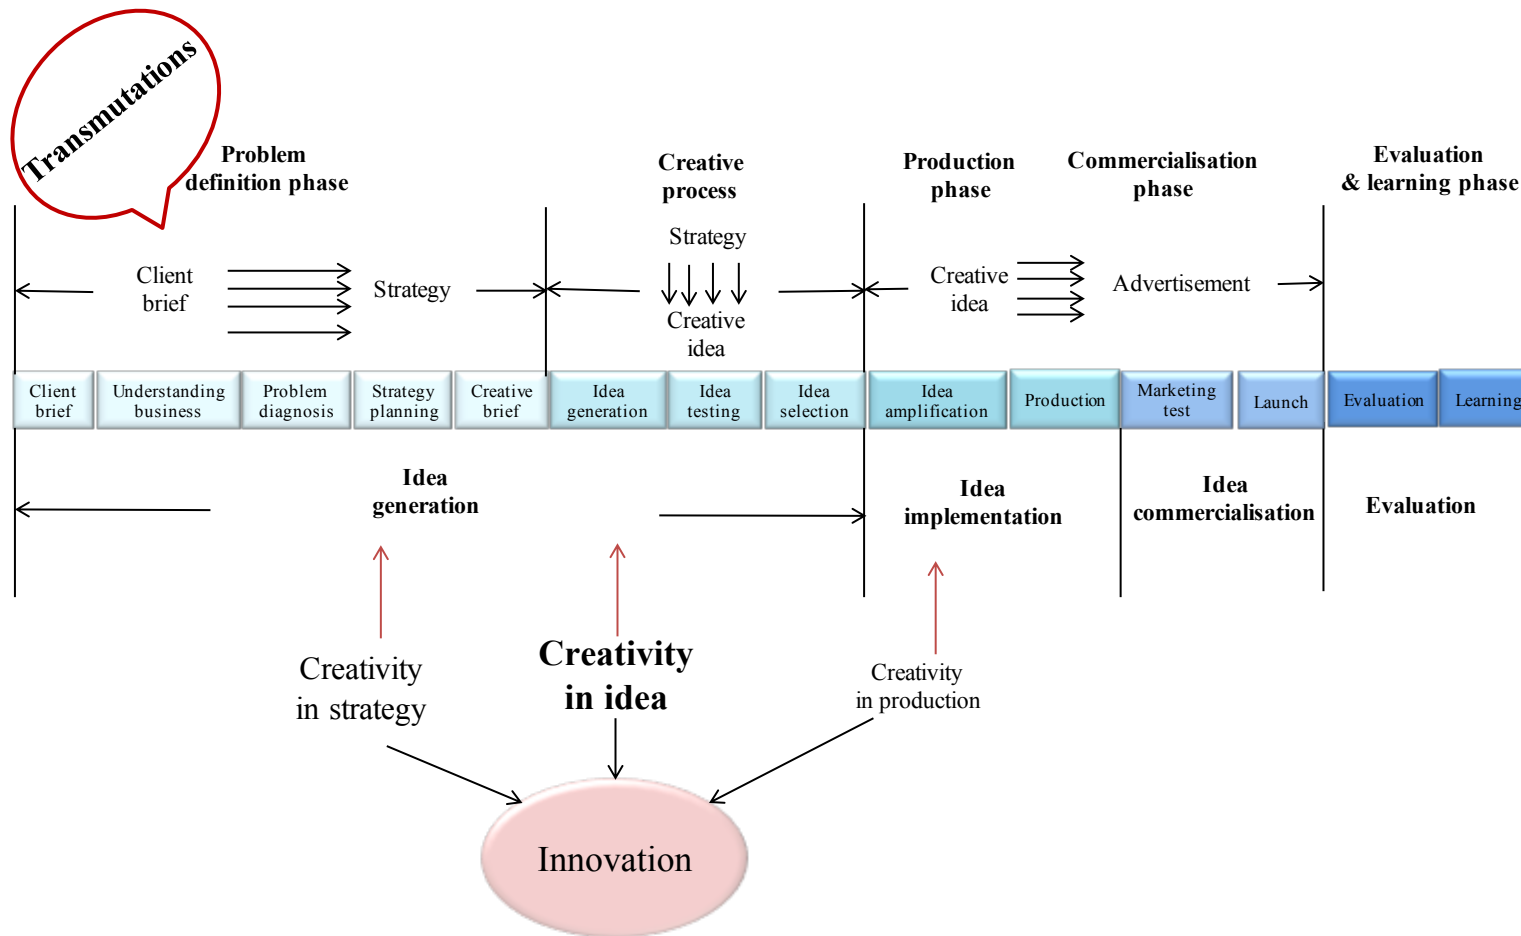 Transmutations
Problem
definition phase
Creative
process
Production
phase
Commercialisation
phase
Evaluation
& learning phase
Client
brief
Strategy
Strategy
Creative
idea
Creative
idea
Advertisement
Client
brief
Understanding
business
Problem
diagnosis
Strategy
planning
Creative
brief
Idea
generation
Idea
testing
Idea
selection
Idea
amplification
Production
Marketing
test
Launch
Evaluation
Learning
Idea
generation
Idea
implementation
Idea
commercialisation
Evaluation
Creativity
in strategy
Creativity
in idea
Creativity
in production
Innovation